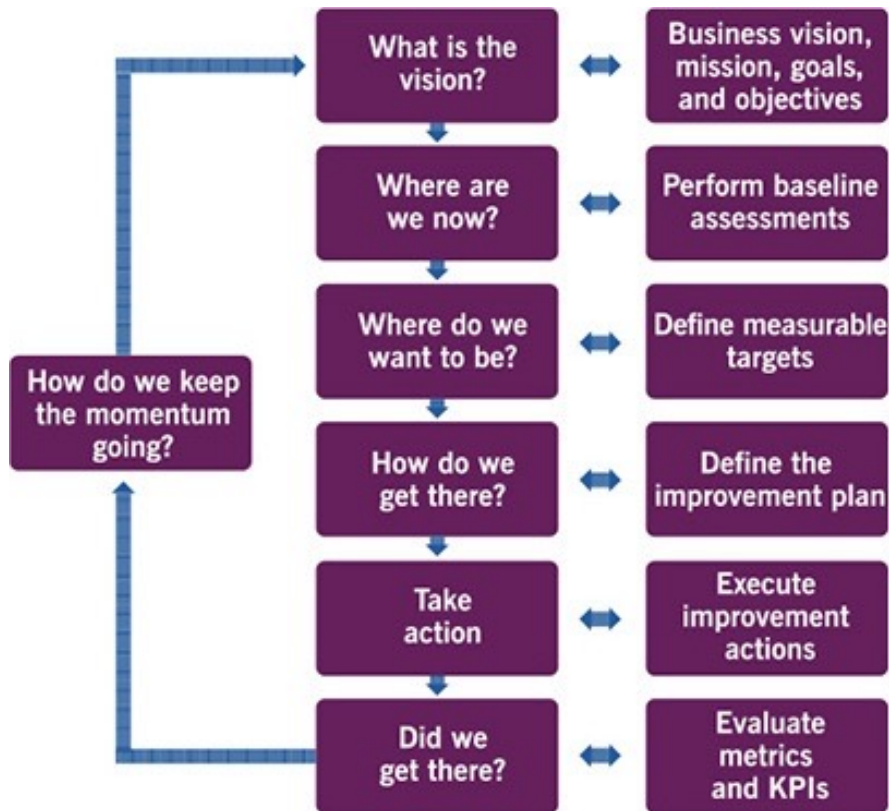 What is the
vision?
Business vision,
mission, goals,
and objectives
Where are
we now?
Perform baseline
assessments
Where do we
want to be?
Define measurable
targets
How do we keep
the momentum
going?
How do we
get there?
Define the
improvement plan
Take
action
Execute
improvement
actions
Did we
get there?
Evaluate
metrics
and KPIs